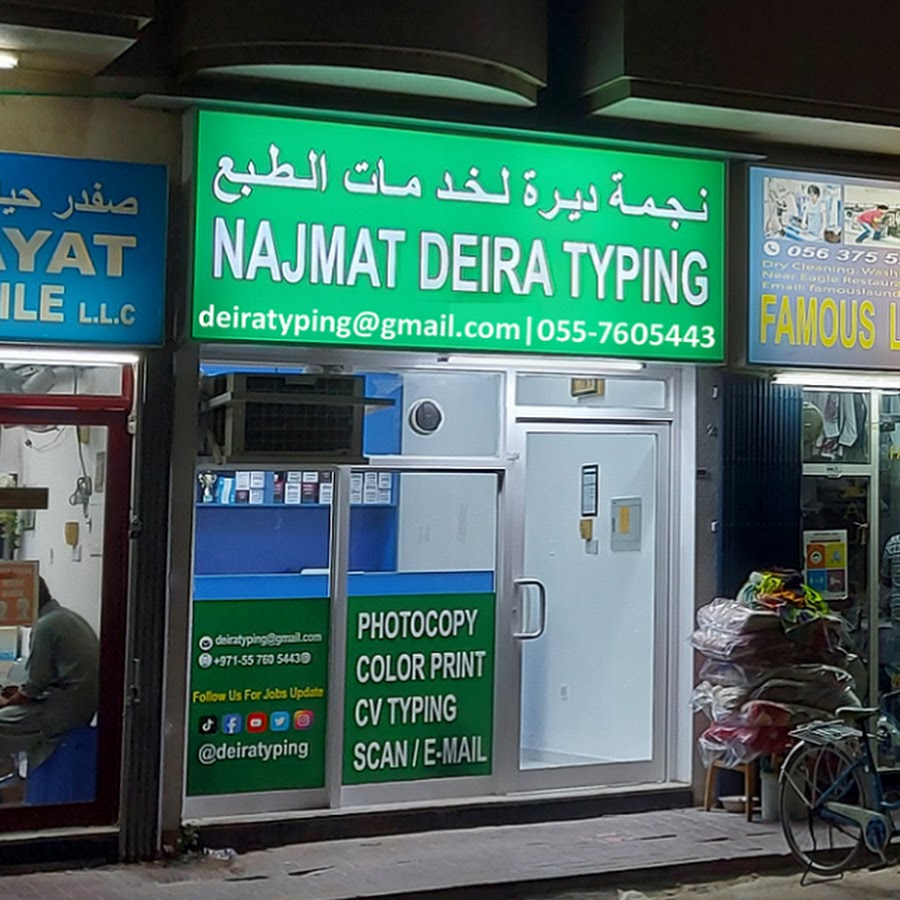 صفدر
AYAT
L.L.C
نجمة ديرة لخدمات الطبع
NAJMAT DEIRA TYPING
deiratyping@gmail.com|055-7605443
deiratyping@gmail.com
+971-55 760 5443
Follow Us For Jobs Update
@deiratyping
PHOTOCOPY
COLOR PRINT
CV TYPING
SCAN / E-MAIL
056 375 5
Dry Cleaning, Wash
Near Eagle Restaura
Email: famouslaund
FAMOUS L